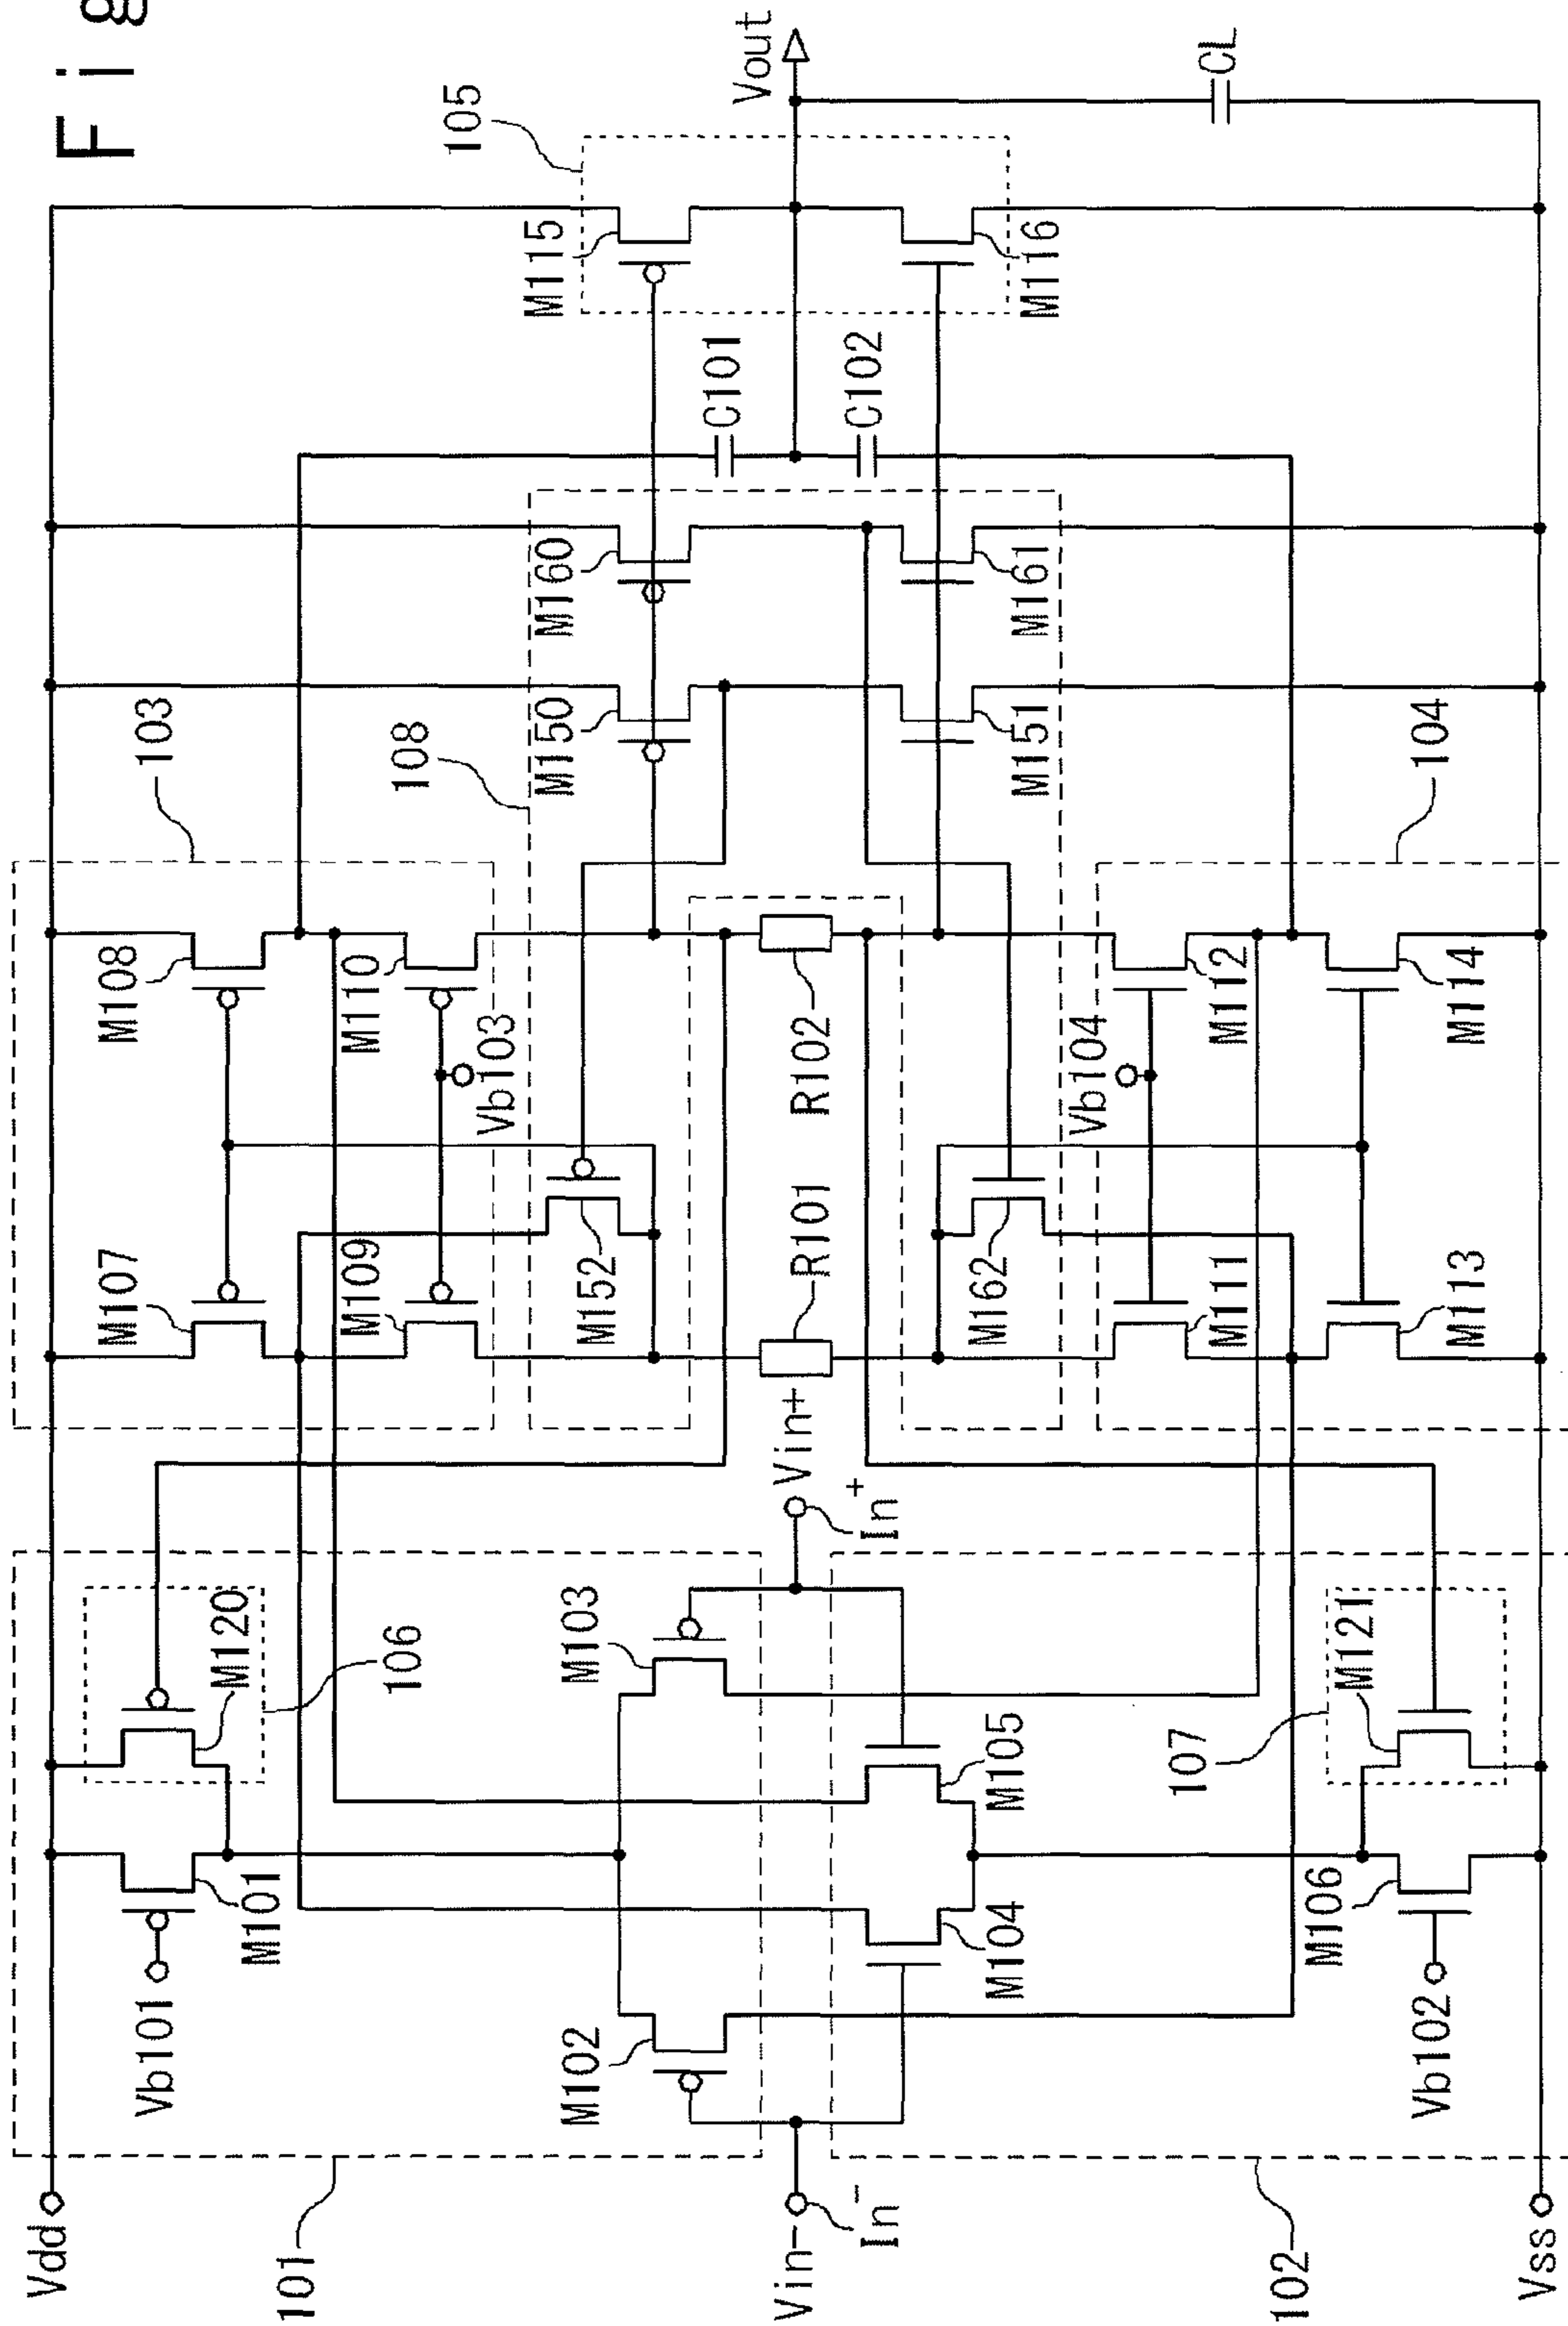 Fig
Vdd
101
Vb101
M101
M120
106
M107
M108
103
M109
M110
Vb103
M102
M103
M152
108
M150
M160
M115
105
Vin-
In-
Vin+
In+
R101
R102
C101
C102
Vout
M104
M105
M162
M151
M161
M116
Vb104
M111
M112
107
M121
M106
Vb102
102
M113
M114
104
CL
Vss